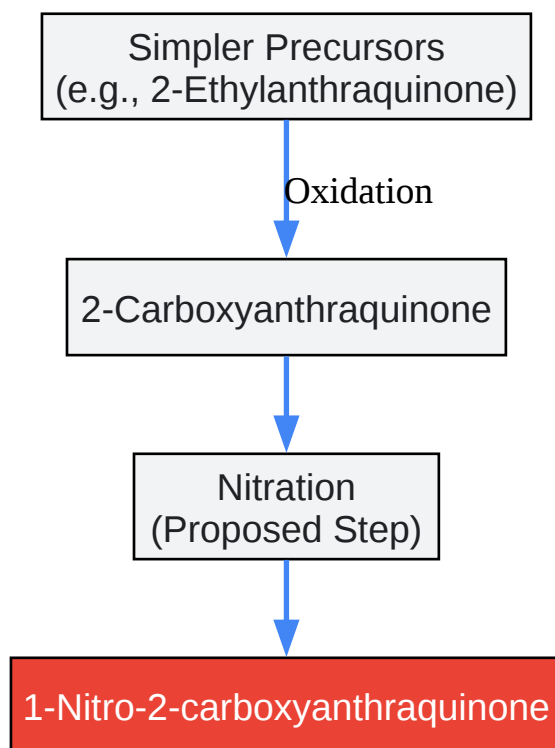 Simpler Precursors
(e.g., 2-Ethylanthraquinone)
Oxidation
2-Carboxyanthraquinone
Nitration
(Proposed Step)
1-Nitro-2-carboxyanthraquinone